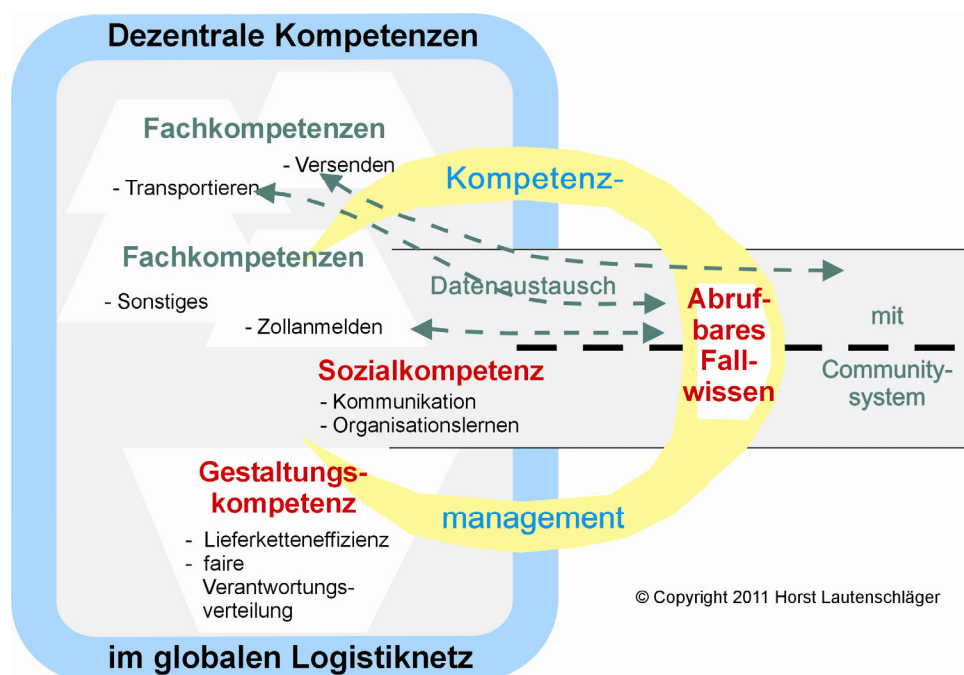 Dezentrale Kompetenzen
Fachkompetenzen
- Versenden
- Transportieren
Kompetenz-
Fachkompetenzen
- Sonstiges
- Zollanmelden
Datenaustausch
Abruf-
bares
Fall-
wissen
mit
Community-
system
Sozialkompetenz
- Kommunikation
- Organisationslernen
Gestaltungs-
kompetenz
- Lieferketteneffizienz
- faire
Verantwortungs-
verteilung
management
© Copyright 2011 Horst Lautenschläger
im globalen Logistiknetz